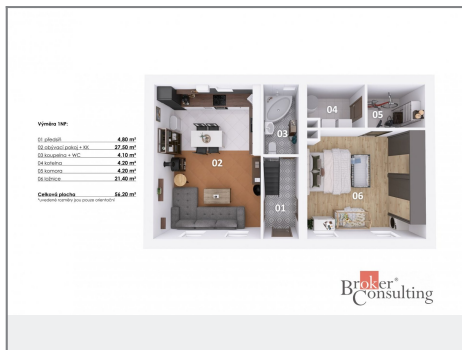 Výměra 1NP:
01 předsíň 4,80 m²
02 obývací pokoj + KK 27,50 m²
03 koupelna + WC 4,10 m²
04 kotelna 4,20 m²
05 komora 4,20 m²
06 ložnice 21,40 m²
Celková plocha 56,20 m²
*uvedené rozměry jsou pouze orientační
04
05
03
02
01
06
Broker®
Consulting